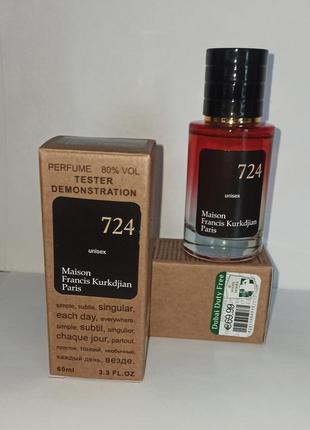 PERFUME 80% VOL
TESTER
DEMONSTRATION
724
unisex
Maison
Francis Kurkdjian
Paris
simple, subtle, singular,
each day, everywhere.
simple, subtil, singulier,
chaque jour, partout.
простой, тонкий, необычный,
каждый день, везде.
60ml 3.3 FL.OZ
724
unisex
Maison
Francis Kurkdjian
Paris
Dubai Duty Free
€69.99